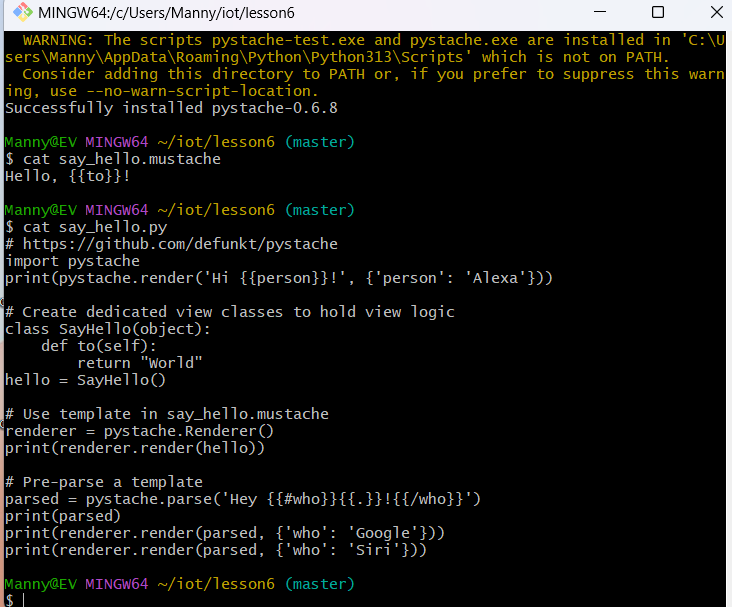 MINGW64:/c/Users/Manny/iot/lesson6
  WARNING: The scripts pystache-test.exe and pystache.exe are installed in 'C:\U
sers\Manny\AppData\Roaming\Python\Python313\Scripts' which is not on PATH.
  Consider adding this directory to PATH or, if you prefer to suppress this warn
ing, use --no-warn-script-location.
Successfully installed pystache-0.6.8

Manny@EV MINGW64 ~/iot/lesson6 (master)
$ cat say_hello.mustache
Hello, {{to}}!

Manny@EV MINGW64 ~/iot/lesson6 (master)
$ cat say_hello.py
# https://github.com/defunkt/pystache
import pystache
print(pystache.render('Hi {{person}}!', {'person': 'Alexa'}))

# Create dedicated view classes to hold view logic
class SayHello(object):
    def to(self):
        return "World"
hello = SayHello()

# Use template in say_hello.mustache
renderer = pystache.Renderer()
print(renderer.render(hello))

# Pre-parse a template
parsed = pystache.parse('Hey {{#who}}{{.}}!{{/who}}')
print(parsed)
print(renderer.render(parsed, {'who': 'Google'}))
print(renderer.render(parsed, {'who': 'Siri'}))

Manny@EV MINGW64 ~/iot/lesson6 (master)
$